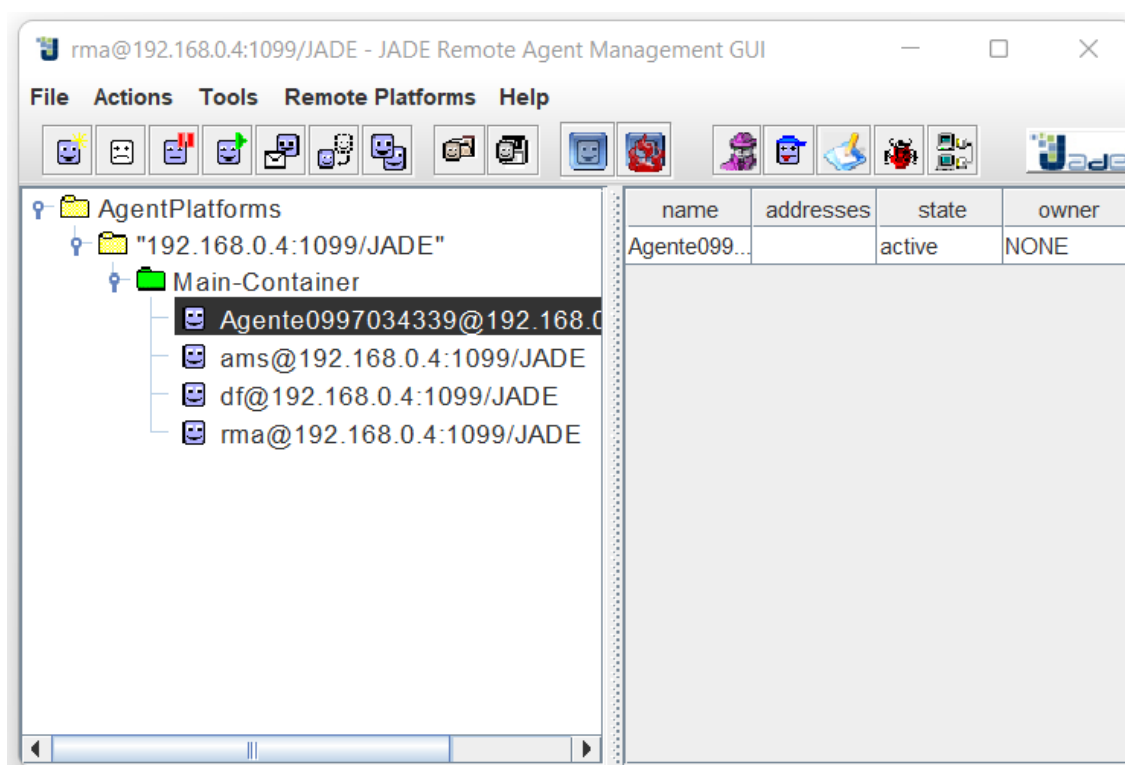 rma@192.168.0.4:1099/JADE - JADE Remote Agent Management GUI
File Actions Tools Remote Platforms Help
Jade
AgentPlatforms
"192.168.0.4:1099/JADE"
Main-Container
Agente0997034339@192.168.0
ams@192.168.0.4:1099/JADE
df@192.168.0.4:1099/JADE
rma@192.168.0.4:1099/JADE
name addresses state owner
Agente099... active NONE